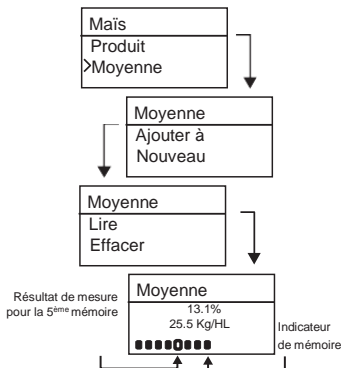 Maïs
Produit
>Moyenne
Moyenne
Ajouter à
Nouveau
Moyenne
Lire
Effacer
Moyenne
13.1%
25.5 Kg/HL
Résultat de mesure
pour la 5ème mémoire
Indicateur
de mémoire